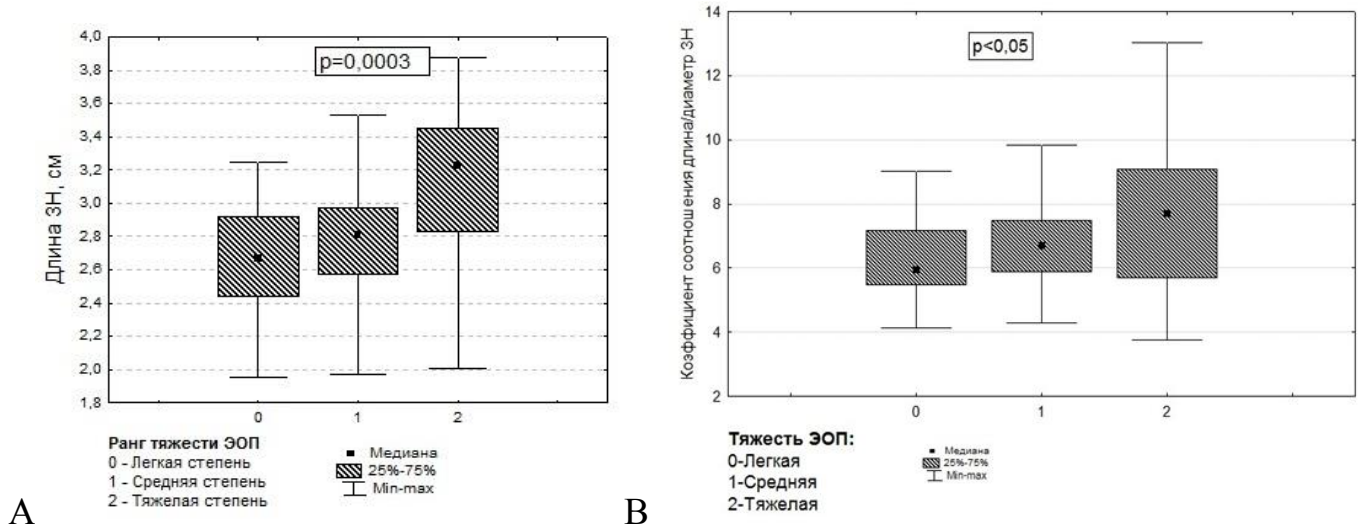 4,0
3,8
3,6
3,4
3,2
3,0
2,8
2,6
2,4
2,2
2,0
1,8
Длина ЗН, см
p=0,0003
0 1 2
Ранг тяжести ЭОП
0 - Легкая степень
1 - Средняя степень
2 - Тяжелая степень
Медиана
25%-75%
Min-max
А
14
12
10
8
6
4
2
Коэффициент соотношения длина/диаметр ЗН
p<0,05
0 1 2
Тяжесть ЭОП:
0-Легкая
1-Средняя
2-Тяжелая
Медиана
25%-75%
Min-max
В